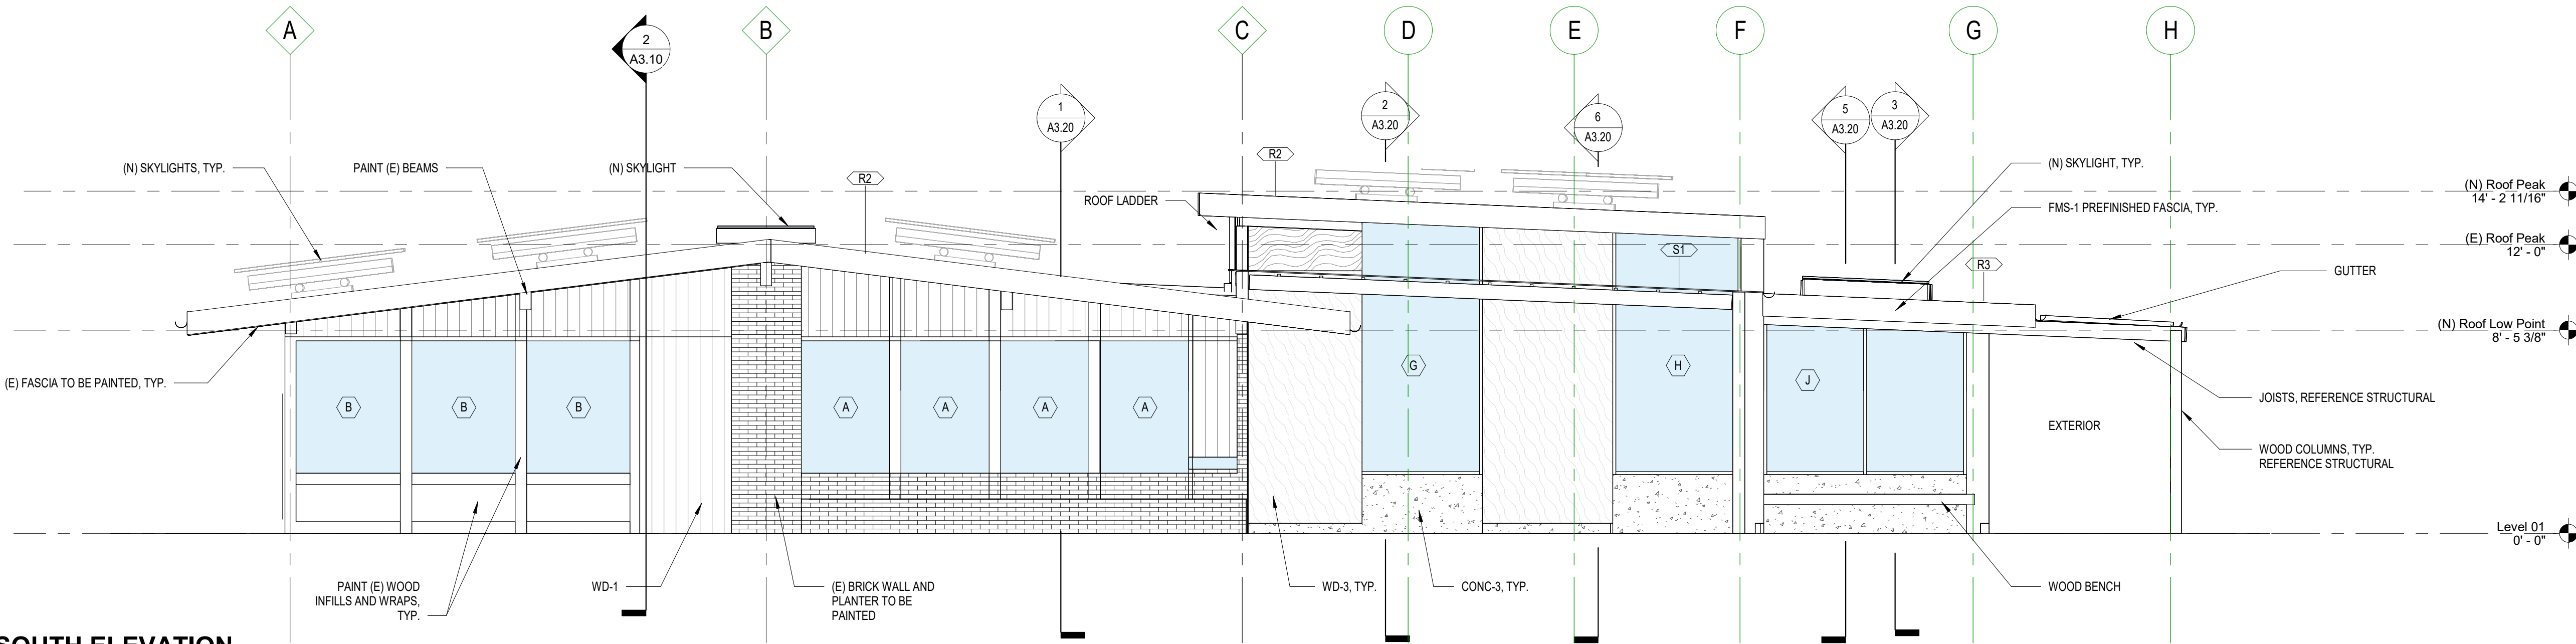 A
B
C
D
E
F
G
H
2
A3.10
1
A3.20
2
A3.20
6
A3.20
5
A3.20
3
A3.20
(N) SKYLIGHTS, TYP.
PAINT (E) BEAMS
(N) SKYLIGHT
R2
R2
ROOF LADDER
(N) SKYLIGHT, TYP.
(N) Roof Peak
14' - 2 11/16"
FMS-1 PREFINISHED FASCIA, TYP.
(E) Roof Peak
12' - 0"
S1
R3
GUTTER
(N) Roof Low Point
8' - 5 3/8"
(E) FASCIA TO BE PAINTED, TYP.
B
B
B
A
A
A
A
G
H
J
JOISTS, REFERENCE STRUCTURAL
EXTERIOR
WOOD COLUMNS, TYP.
REFERENCE STRUCTURAL
Level 01
0' - 0"
PAINT (E) WOOD
INFILLS AND WRAPS,
TYP.
WD-1
(E) BRICK WALL AND
PLANTER TO BE
PAINTED
WD-3, TYP.
CONC-3, TYP.
WOOD BENCH
SOUTH ELEVATION